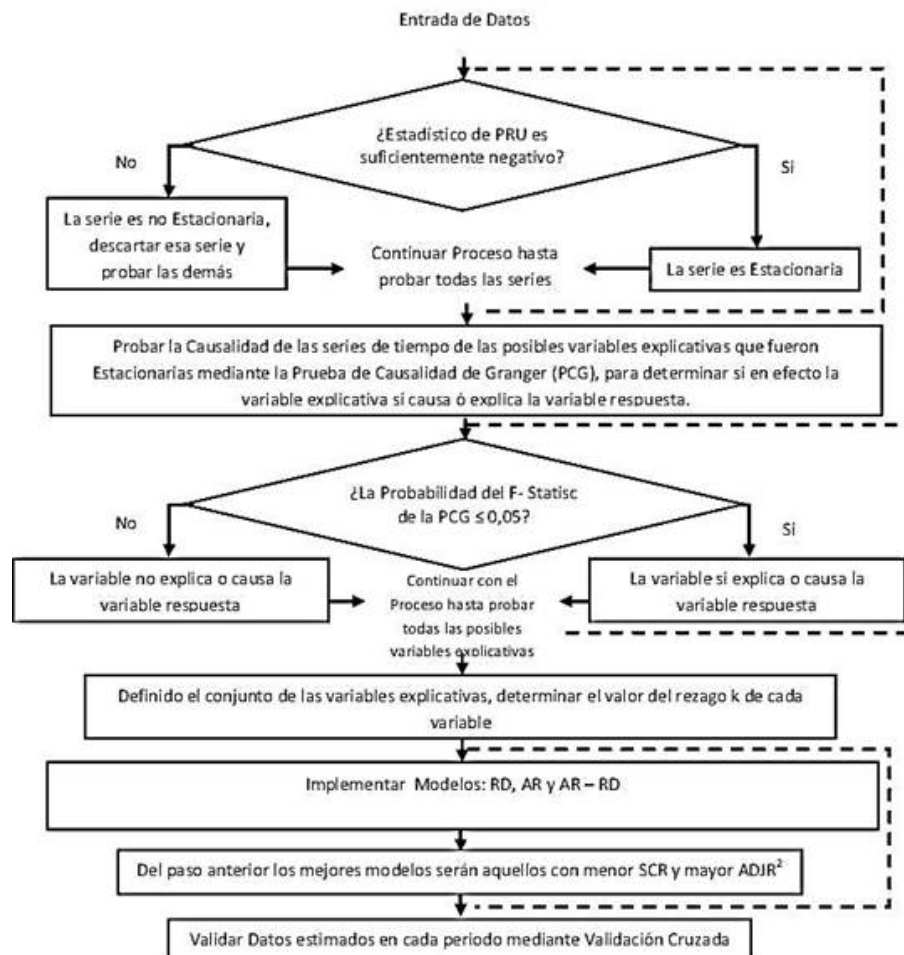 Entrada de Datos
¿Estadístico de PRU es
suficientemente negativo?
No
Si
La serie es no Estacionaria,
descartar esa serie y
probar las demás
Continuar Proceso hasta
probar todas las series
La serie es Estacionaria
Probar la Causalidad de las series de tiempo de las posibles variables explicativas que fueron
Estacionarias mediante la Prueba de Causalidad de Granger (PCG), para determinar si en efecto la
variable explicativa si causa ó explica la variable respuesta.
¿La Probabilidad del F- Statisc
de la PCG ≤ 0,05?
No
Si
La variable no explica o causa la
variable respuesta
Continuar con el
Proceso hasta probar
todas las posibles
variables explicativas
La variable si explica o causa la
variable respuesta
Definido el conjunto de las variables explicativas, determinar el valor del rezago k de cada
variable
Implementar Modelos: RD, AR y AR – RD
Del paso anterior los mejores modelos serán aquellos con menor SCR y mayor ADJR²
Validar Datos estimados en cada periodo mediante Validación Cruzada